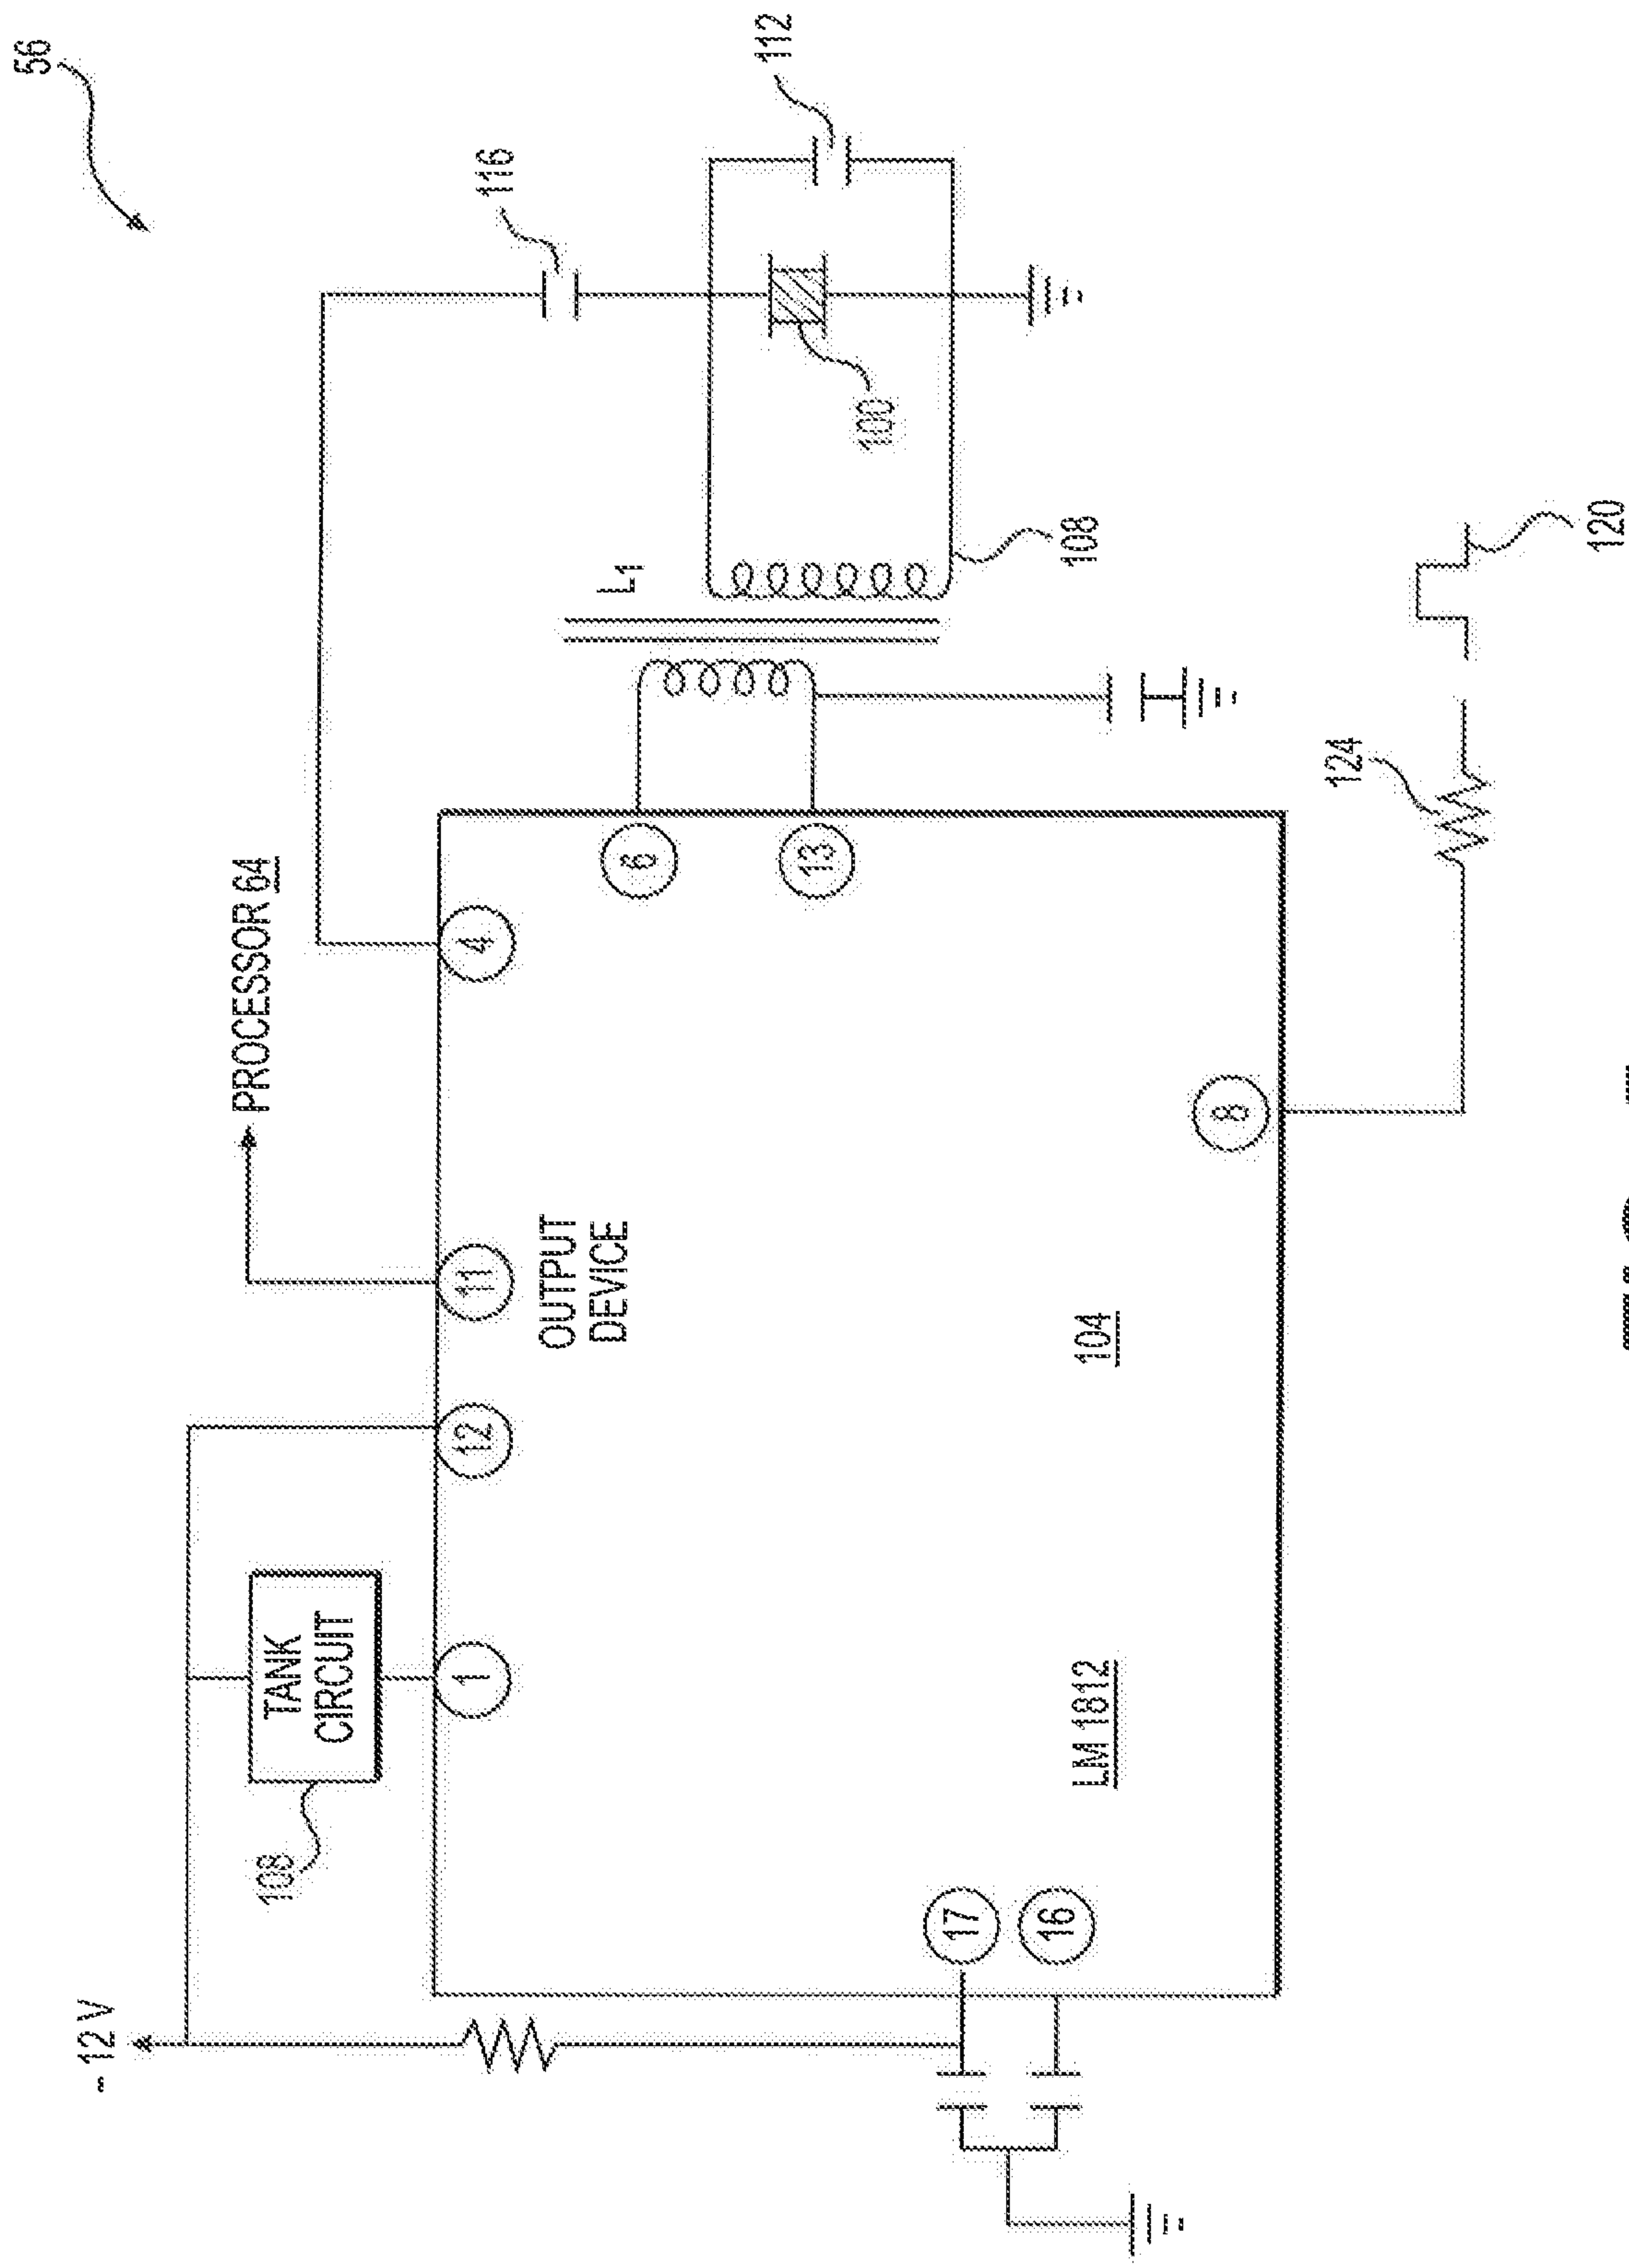 56
~ 12 V
108
TANK
CIRCUIT
PROCESSOR 64
116
112
1
12
11
4
OUTPUT
DEVICE
6
13
L1
100
108
17
16
LM 1812
104
8
124
120